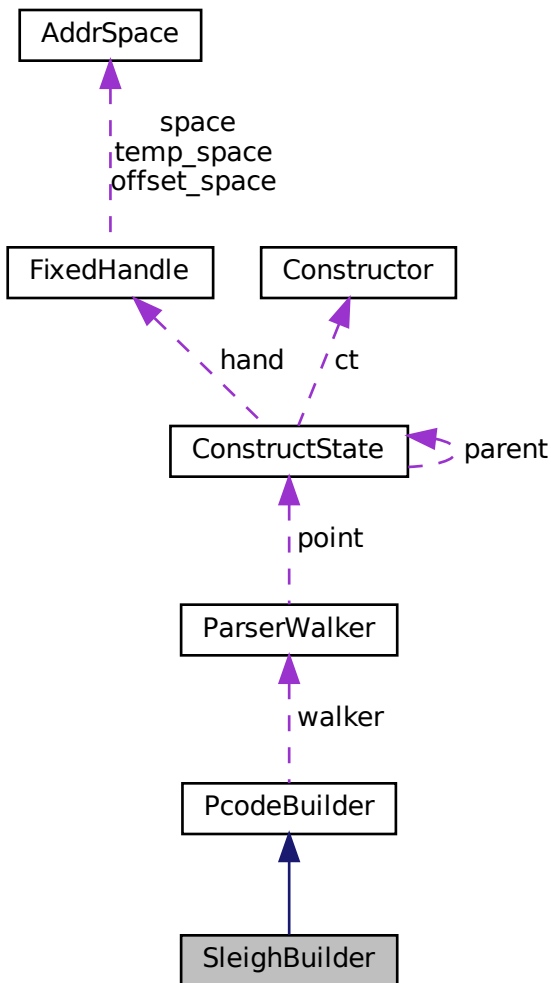 AddrSpace
space
temp_space
offset_space
FixedHandle
Constructor
hand
ct
ConstructState
parent
point
ParserWalker
walker
PcodeBuilder
SleighBuilder